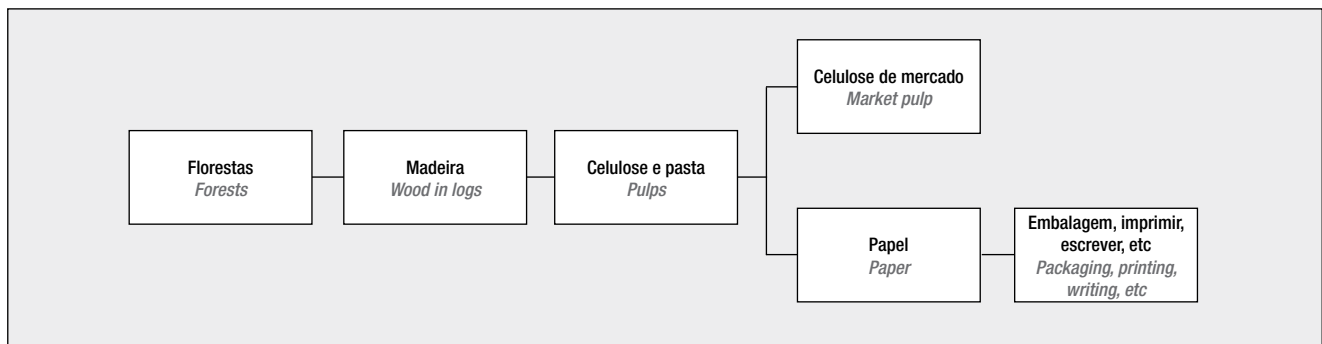 Florestas
Forests
Madeira
Wood in logs
Celulose e pasta
Pulps
Celulose de mercado
Market pulp
Papel
Paper
Embalagem, imprimir,
escrever, etc
Packaging, printing,
writing, etc